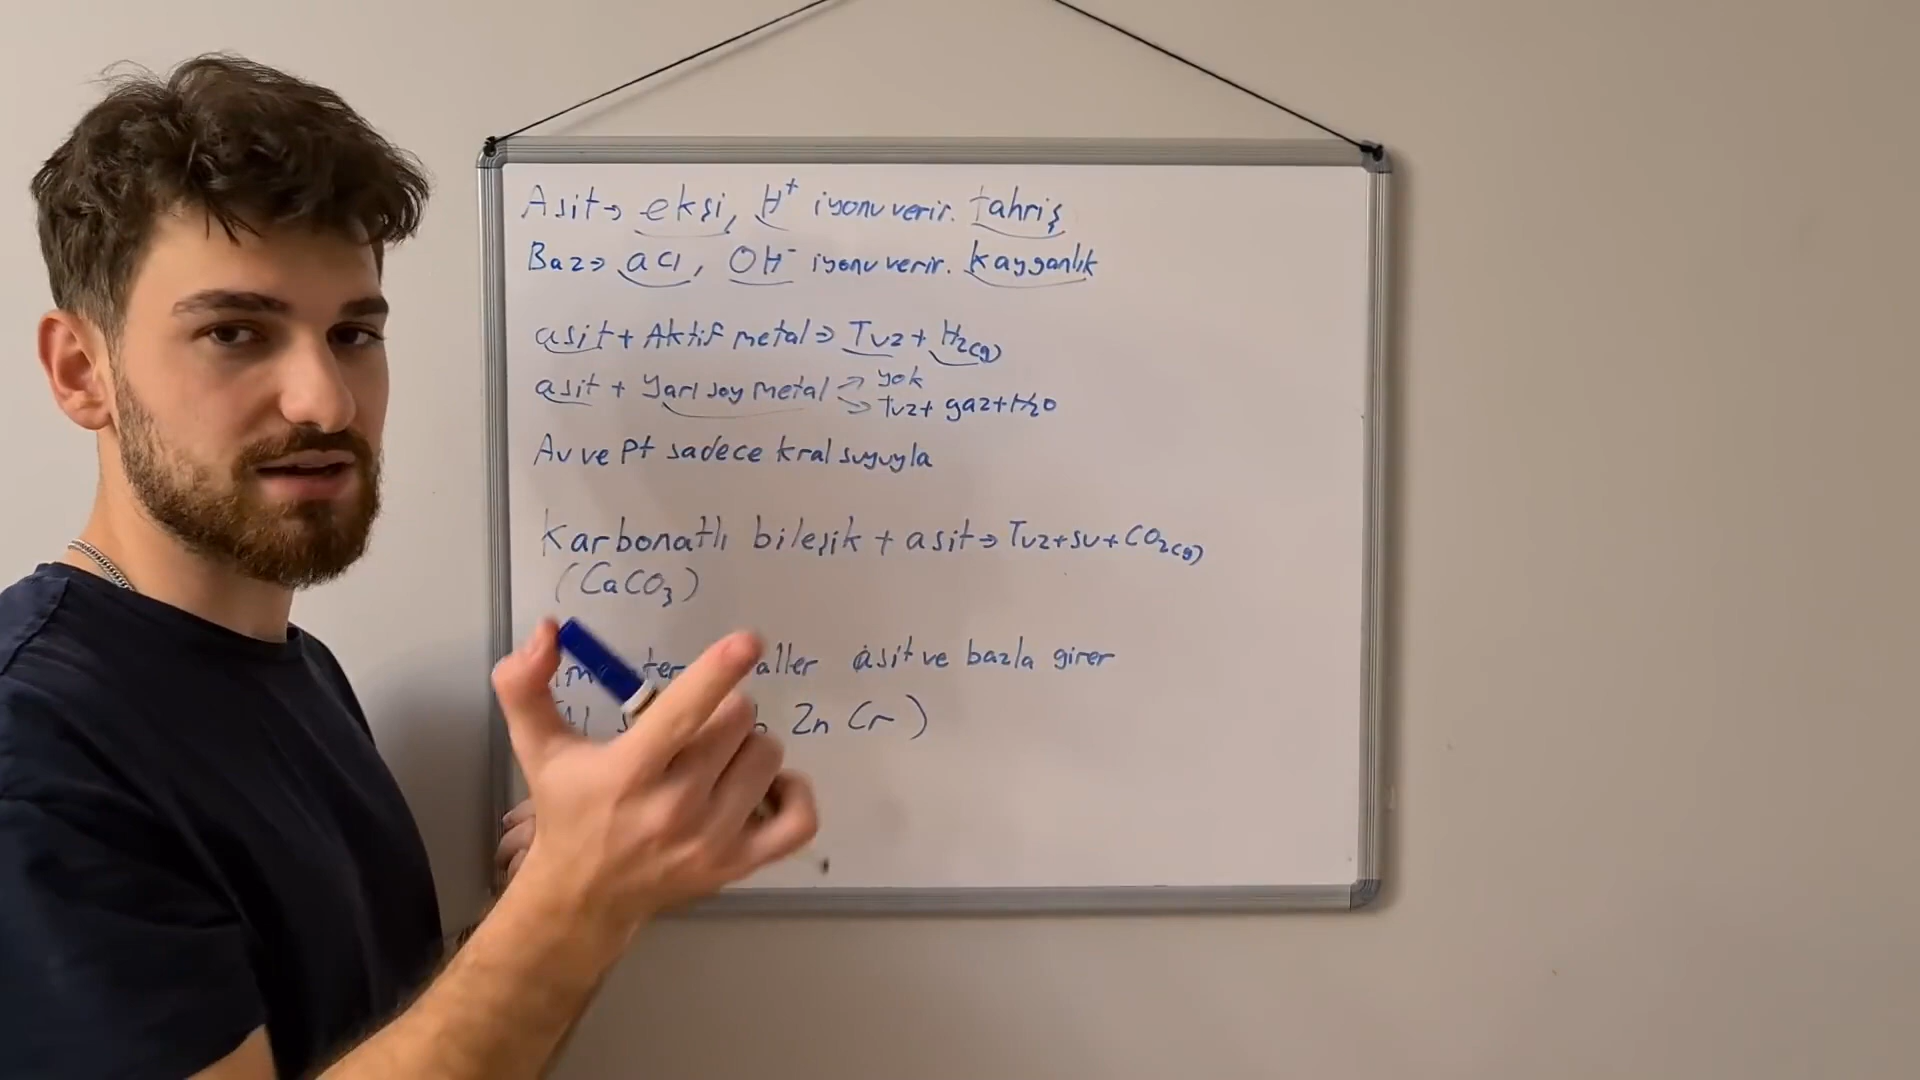 Asit → ekşi, H⁺ iyonu verir. tahriş
Baz → acı, OH⁻ iyonu verir. kayganlık
asit + Aktif metal → Tuz + H₂(g)
asit + Yarı soy metal → yok
→ tuz + gaz + H₂O
Au ve Pt sadece kral suyuyla
Karbonatlı bileşik + asit → Tuz + su + CO₂(g)
(CaCO₃)
asit ve bazla girer
Zn Cr )